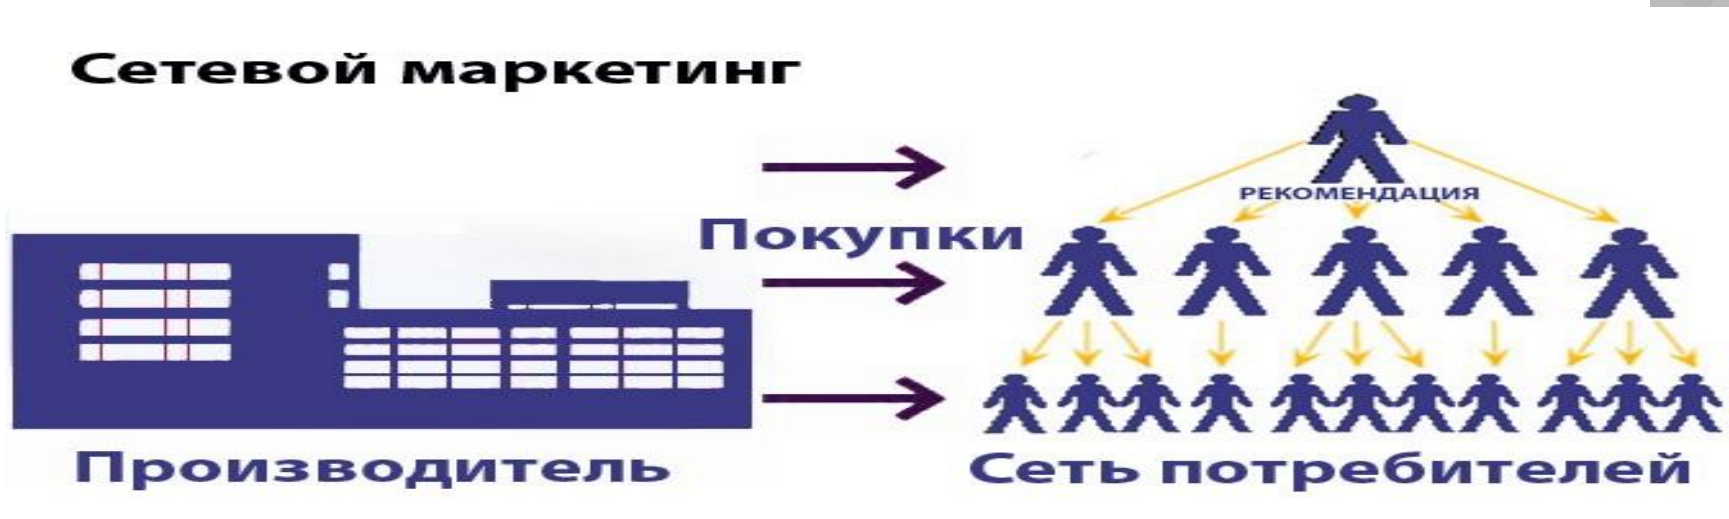 Сетевой маркетинг
РЕКОМЕНДАЦИЯ
Покупки
Производитель
Сеть потребителей